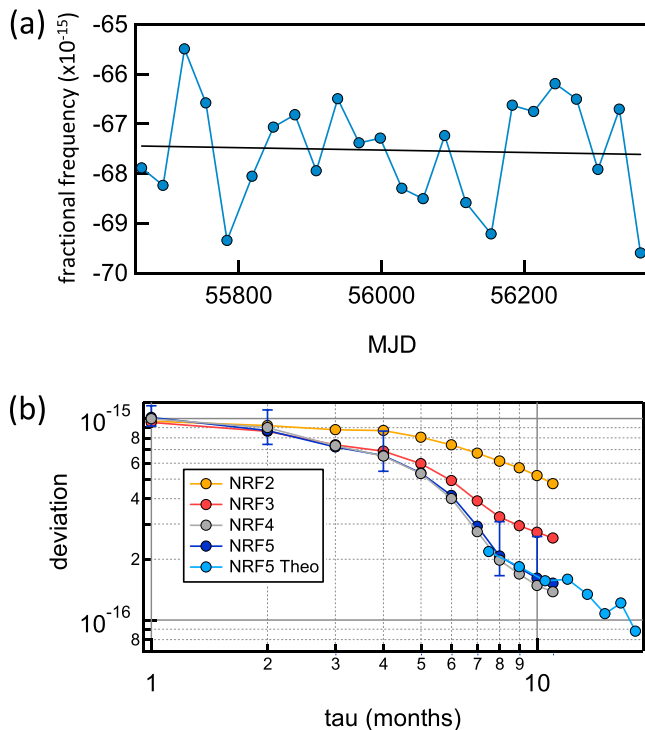 (a)
fractional frequency (x10-15)
-65
-66
-67
-68
-69
-70
55800
56000
56200
MJD
(b)
deviation
10-15
8
6
4
2
10-16
8
NRF2
NRF3
NRF4
NRF5
NRF5 Theo
1
2
3
4
5
6
7
8
9
10
tau (months)